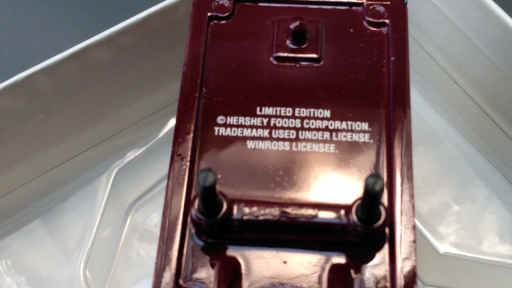 LIMITED EDITION
©HERSHEY FOODS CORPORATION.
TRADEMARK USED UNDER LICENSE.
WINROSS LICENSEE.